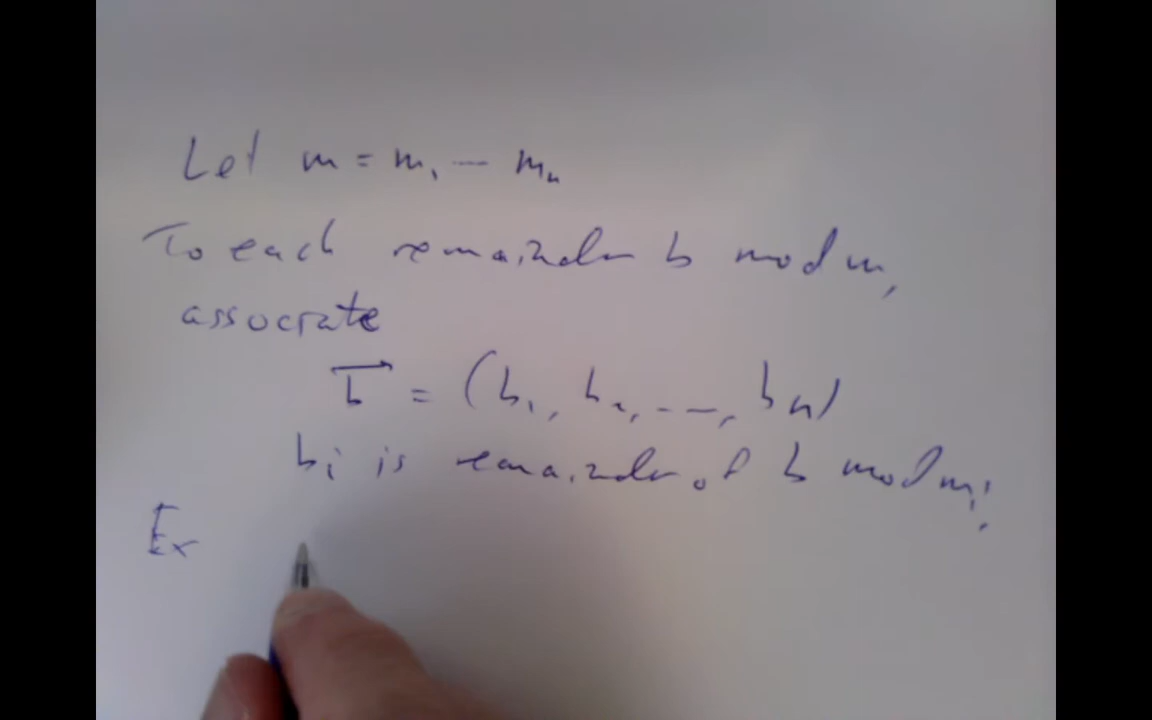 Let m = m₁ --- mₙ
To each remainder b mod m,
associate
b⃗ = (b₁, b₂, ---, bₙ)
bᵢ is remainder of b mod mᵢ.
Ex